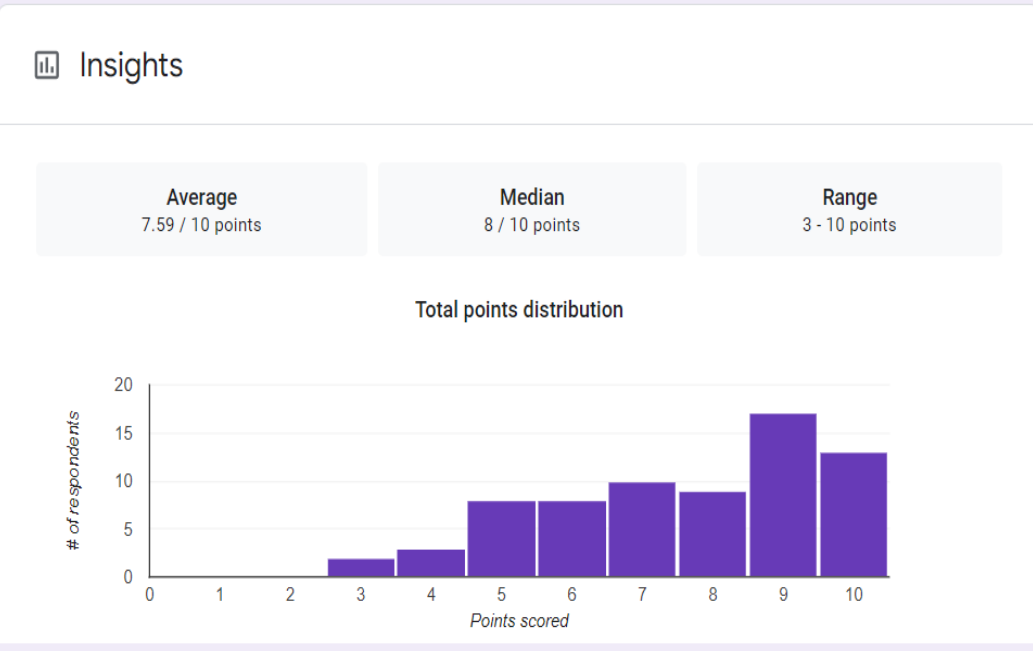 Insights
Average
7.59 / 10 points
Median
8 / 10 points
Range
3 - 10 points
Total points distribution
# of respondents
20
15
10
5
0
0 1 2 3 4 5 6 7 8 9 10
Points scored